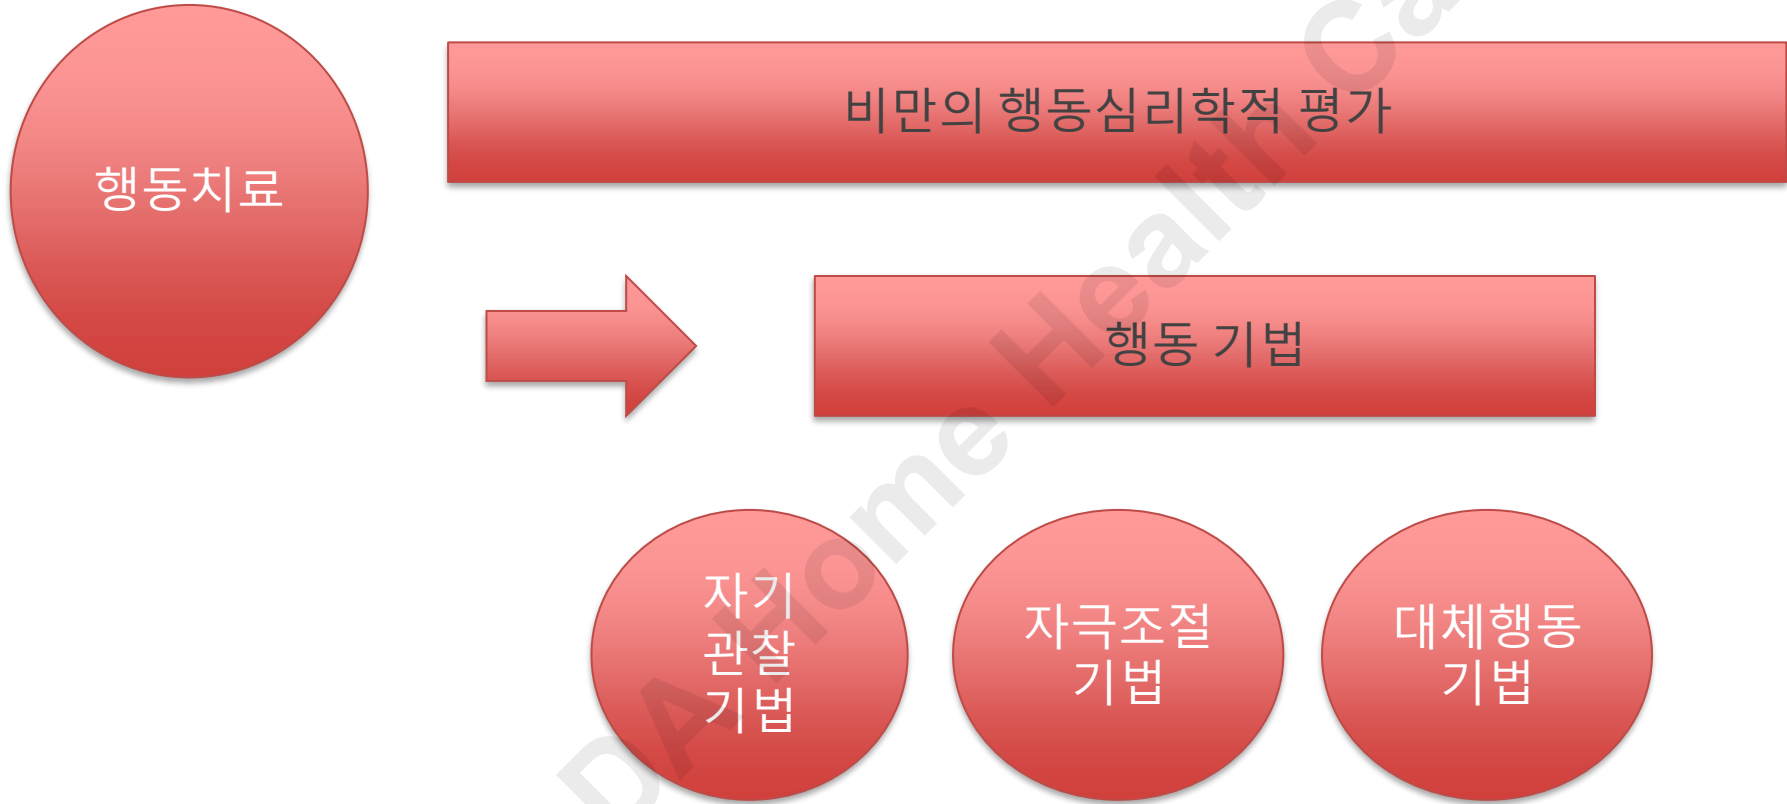 행동치료
비만의 행동심리학적 평가
행동 기법
자기
관찰
기법
자극조절
기법
대체행동
기법
DA Home Health Ca